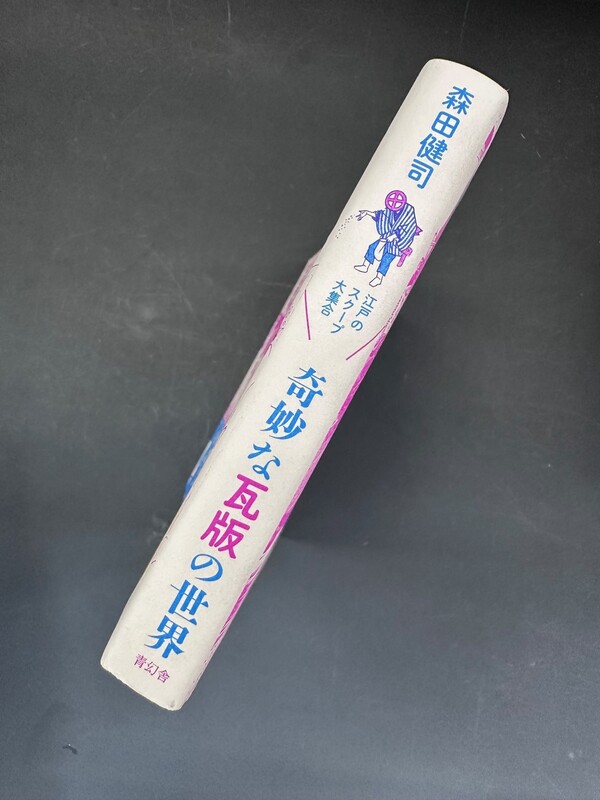 森田健司
江戸の
スクープ
大集合
奇妙な瓦版の世界
青幻舎